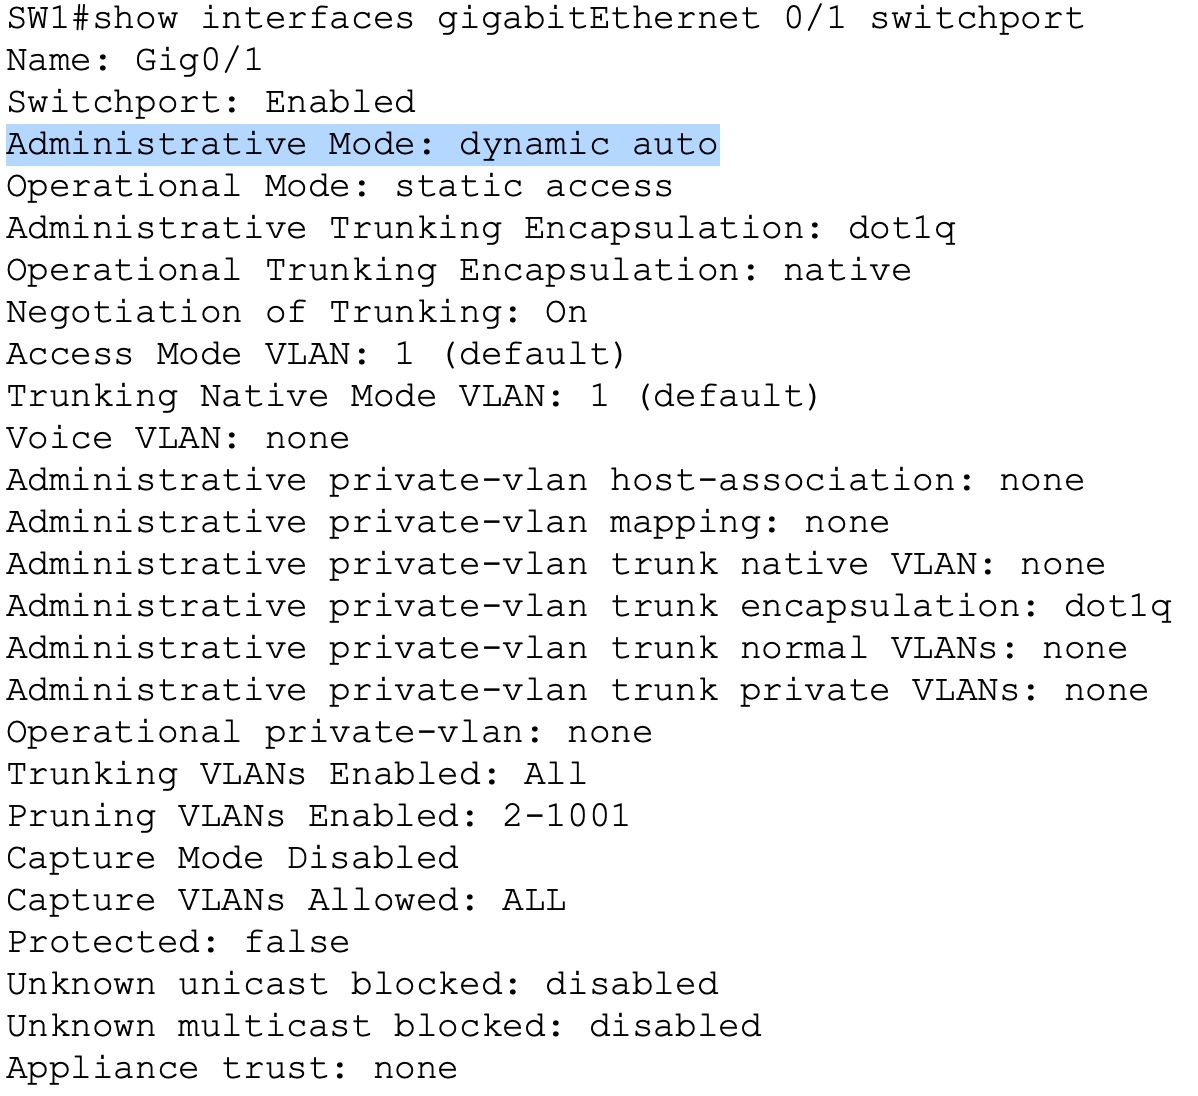 SW1#show interfaces gigabitEthernet 0/1 switchport
Name: Gig0/1
Switchport: Enabled
Administrative Mode: dynamic auto
Operational Mode: static access
Administrative Trunking Encapsulation: dot1q
Operational Trunking Encapsulation: native
Negotiation of Trunking: On
Access Mode VLAN: 1 (default)
Trunking Native Mode VLAN: 1 (default)
Voice VLAN: none
Administrative private-vlan host-association: none
Administrative private-vlan mapping: none
Administrative private-vlan trunk native VLAN: none
Administrative private-vlan trunk encapsulation: dot1q
Administrative private-vlan trunk normal VLANs: none
Administrative private-vlan trunk private VLANs: none
Operational private-vlan: none
Trunking VLANs Enabled: All
Pruning VLANs Enabled: 2-1001
Capture Mode Disabled
Capture VLANs Allowed: ALL
Protected: false
Unknown unicast blocked: disabled
Unknown multicast blocked: disabled
Appliance trust: none